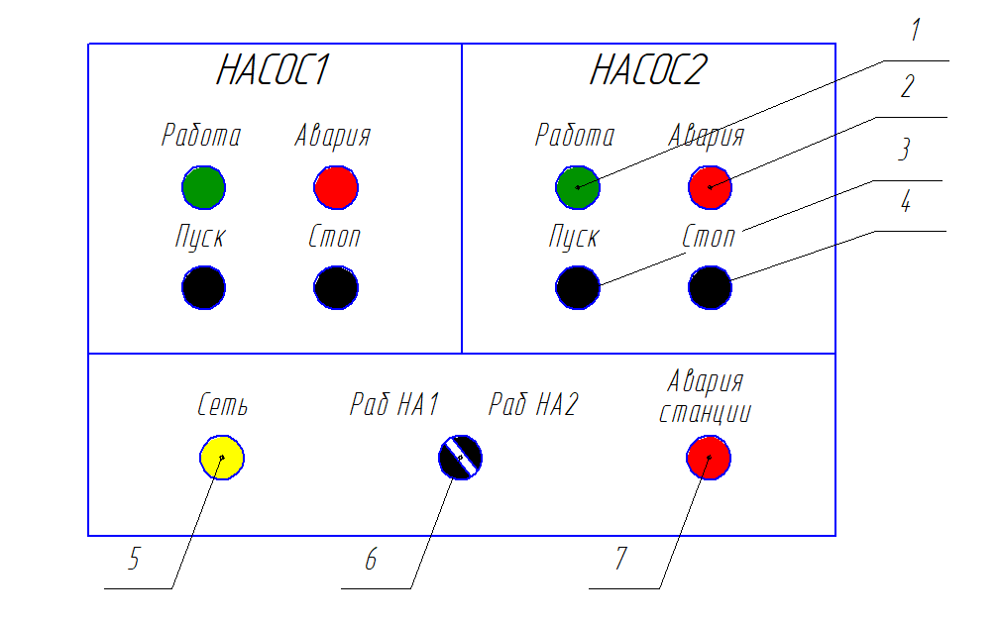 1
НАСОС1 НАСОС2
2
Работа Авария Работа Авария
3
4
Пуск Стоп Пуск Стоп
Авария
Сеть Раб НА1 Раб НА2 станции
5 6 7